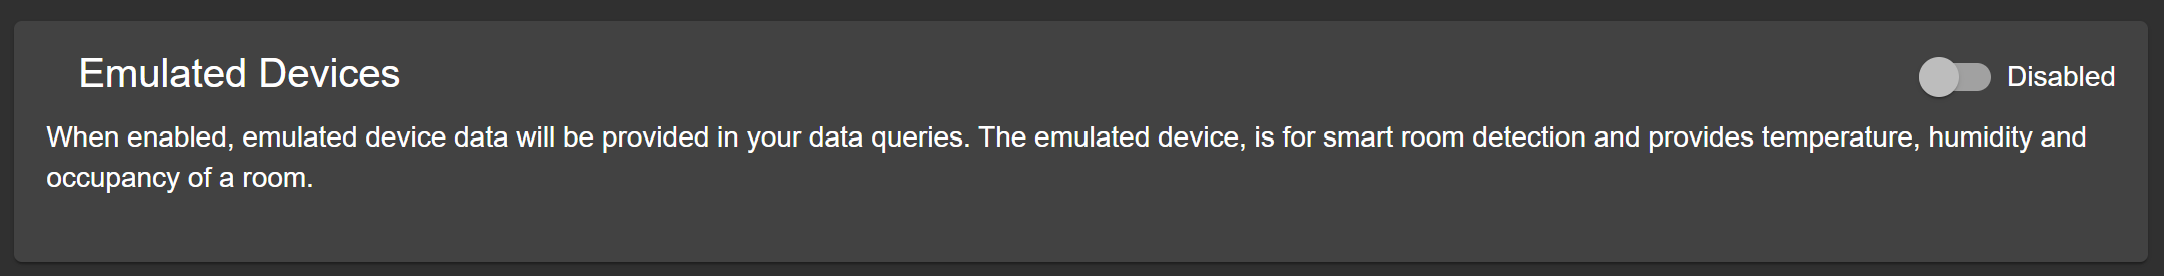 Emulated Devices
Disabled
When enabled, emulated device data will be provided in your data queries. The emulated device, is for smart room detection and provides temperature, humidity and
occupancy of a room.